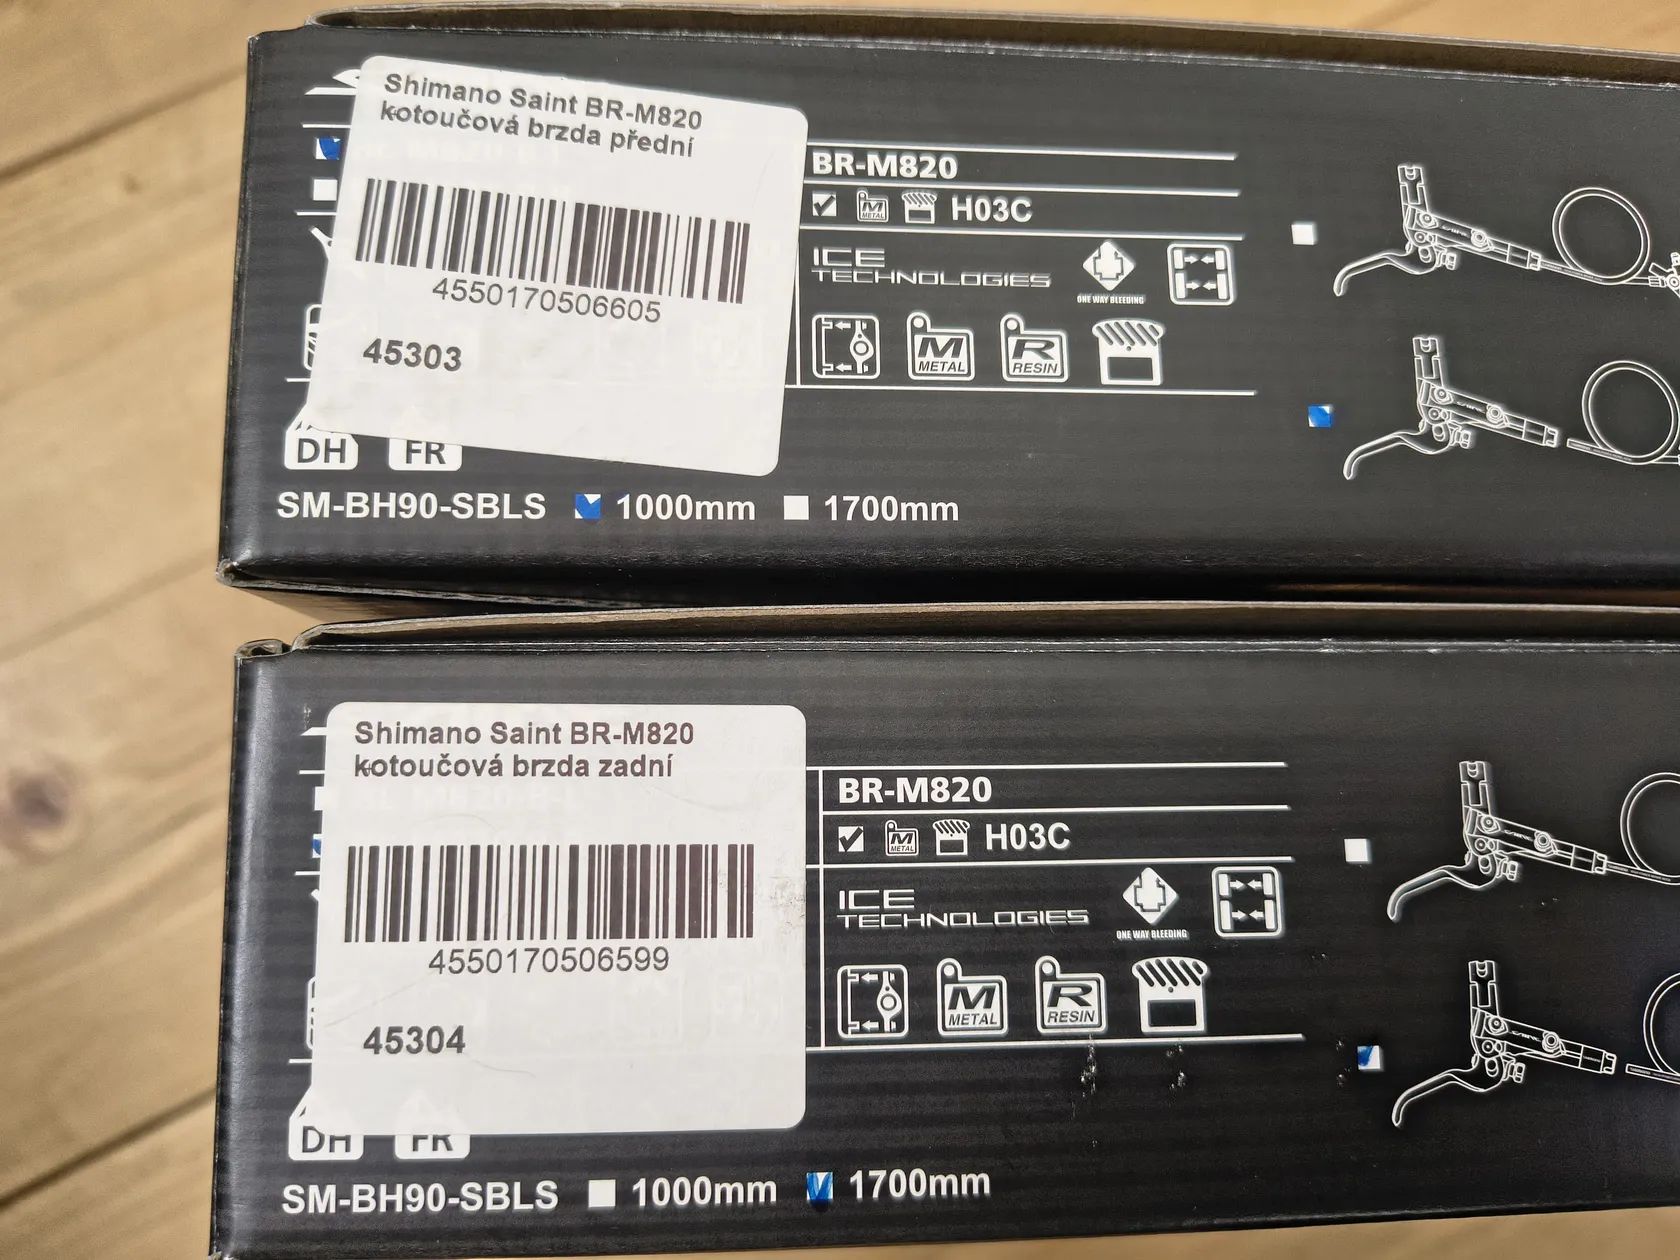 Shimano Saint BR-M820
kotoučová brzda přední
4550170506605
45303
BR-M820
M METAL H03C
ICE TECHNOLOGIES
ONE WAY BLEEDING
M METAL R RESIN
DH FR
SM-BH90-SBLS 1000mm 1700mm
Shimano Saint BR-M820
kotoučová brzda zadní
4550170506599
45304
BR-M820
M METAL H03C
ICE TECHNOLOGIES
ONE WAY BLEEDING
M METAL R RESIN
DH FR
SM-BH90-SBLS 1000mm 1700mm